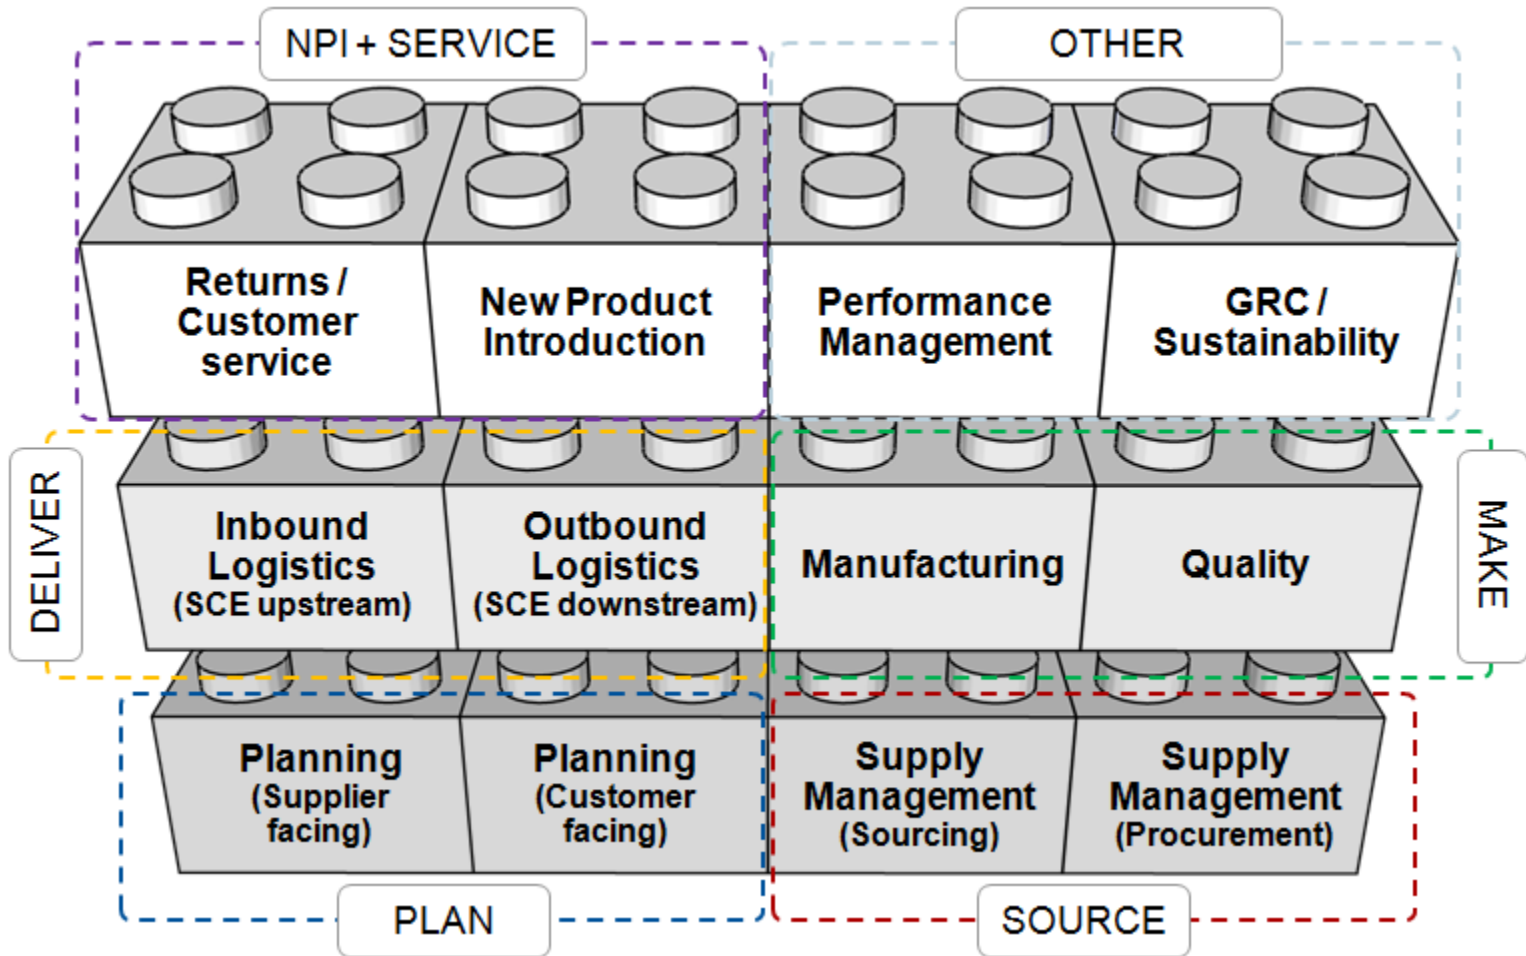 NPI + SERVICE
OTHER
Returns /
Customer
service
New Product
Introduction
Performance
Management
GRC /
Sustainability
DELIVER
Inbound
Logistics
(SCE upstream)
Outbound
Logistics
(SCE downstream)
Manufacturing
Quality
MAKE
Planning
(Supplier
facing)
Planning
(Customer
facing)
Supply
Management
(Sourcing)
Supply
Management
(Procurement)
PLAN
SOURCE